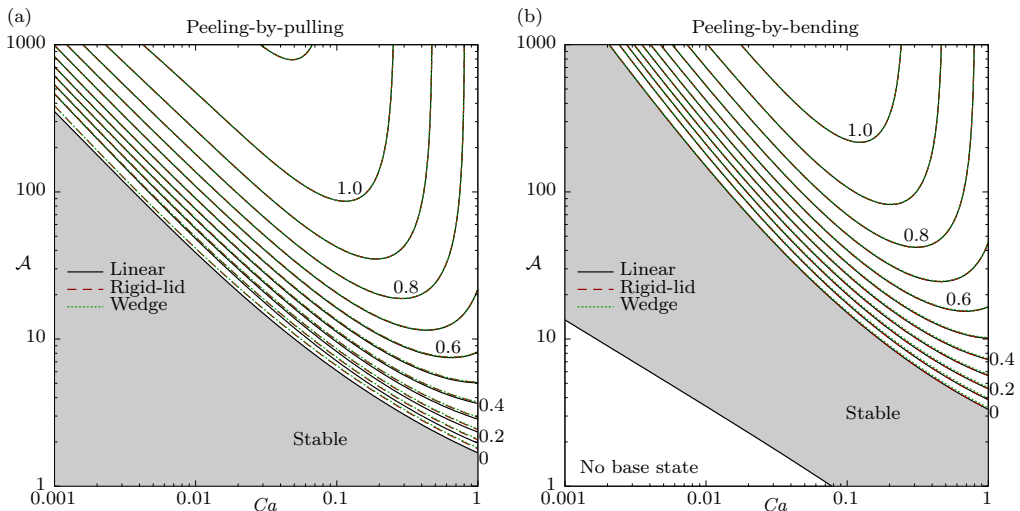 (a)
Peeling-by-pulling
1000
100
𝒜
10
1
0.001
0.01
0.1
1
Ca
1.0
0.8
0.6
0.4
0.2
0
Linear
Rigid-lid
Wedge
Stable
(b)
Peeling-by-bending
1000
100
𝒜
10
1
0.001
0.01
0.1
1
Ca
1.0
0.8
0.6
0.4
0.2
0
Linear
Rigid-lid
Wedge
Stable
No base state